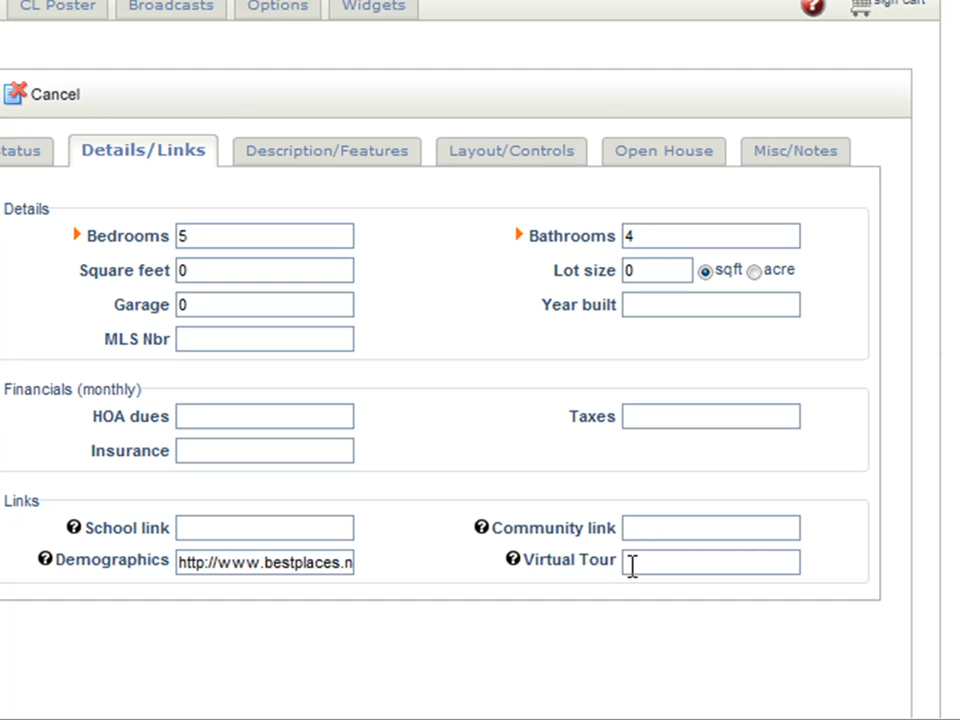 CL Poster Broadcasts Options Widgets ? sign cart
Cancel
tatus Details/Links Description/Features Layout/Controls Open House Misc/Notes
Details
Bedrooms 5 Bathrooms 4
Square feet 0 Lot size 0 sqft acre
Garage 0 Year built
MLS Nbr
Financials (monthly)
HOA dues Taxes
Insurance
Links
? School link ? Community link
? Demographics http://www.bestplaces.n ? Virtual Tour